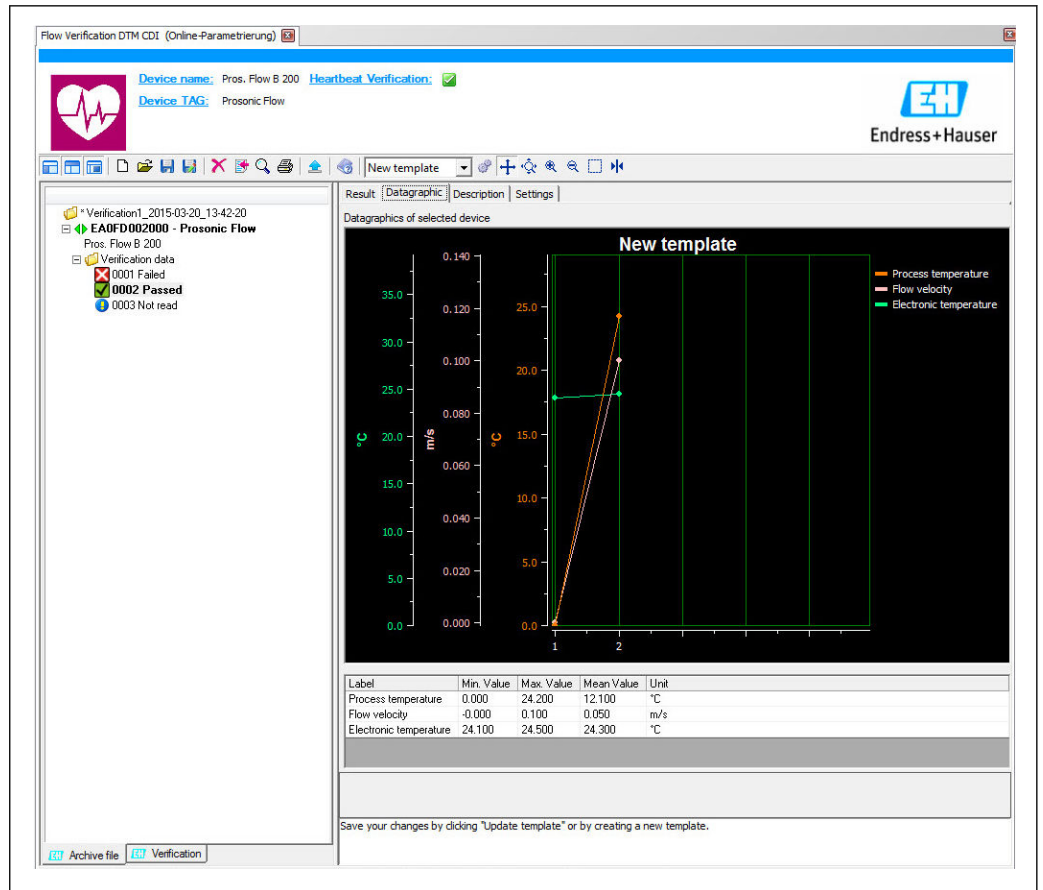 Flow Verification DTM CDI (Online-Parametrierung)
Device name: Pros. Flow B 200 Heartbeat Verification:
Device TAG: Prosonic Flow
EH
Endress+Hauser
New template
* Verification1_2015-03-20_13-42-20
EA0FD002000 - Prosonic Flow
Pros. Flow B 200
Verification data
0001 Failed
0002 Passed
0003 Not read
Result Datagraphic Description Settings
Datagraphics of selected device
New template
Process temperature
Flow velocity
Electronic temperature
35.0
30.0
25.0
20.0
15.0
10.0
5.0
0.0
°C
0.140
0.120
0.100
0.080
0.060
0.040
0.020
0.000
m/s
25.0
20.0
15.0
10.0
5.0
0.0
°C
1 2
Label Min. Value Max. Value Mean Value Unit
Process temperature 0.000 24.200 12.100 °C
Flow velocity -0.000 0.100 0.050 m/s
Electronic temperature 24.100 24.500 24.300 °C
Save your changes by clicking "Update template" or by creating a new template.
EH Archive file EH Verification